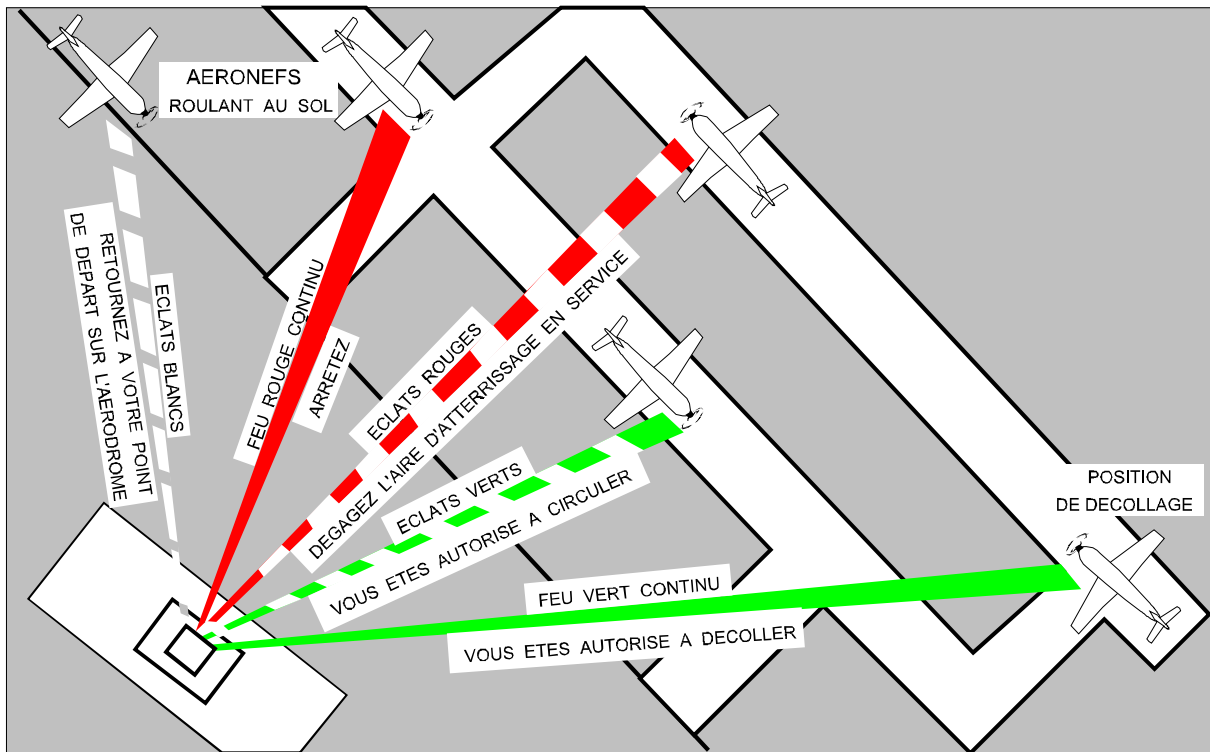 AERONEFS
ROULANT AU SOL
ECLATS BLANCS
RETOURNEZ A VOTRE POINT
DE DEPART SUR L'AERODROME
FEU ROUGE CONTINU
ARRETEZ
ECLATS ROUGES
DEGAGEZ L'AIRE D'ATTERRISSAGE EN SERVICE
ECLATS VERTS
VOUS ETES AUTORISE A CIRCULER
POSITION
DE DECOLLAGE
FEU VERT CONTINU
VOUS ETES AUTORISE A DECOLLER